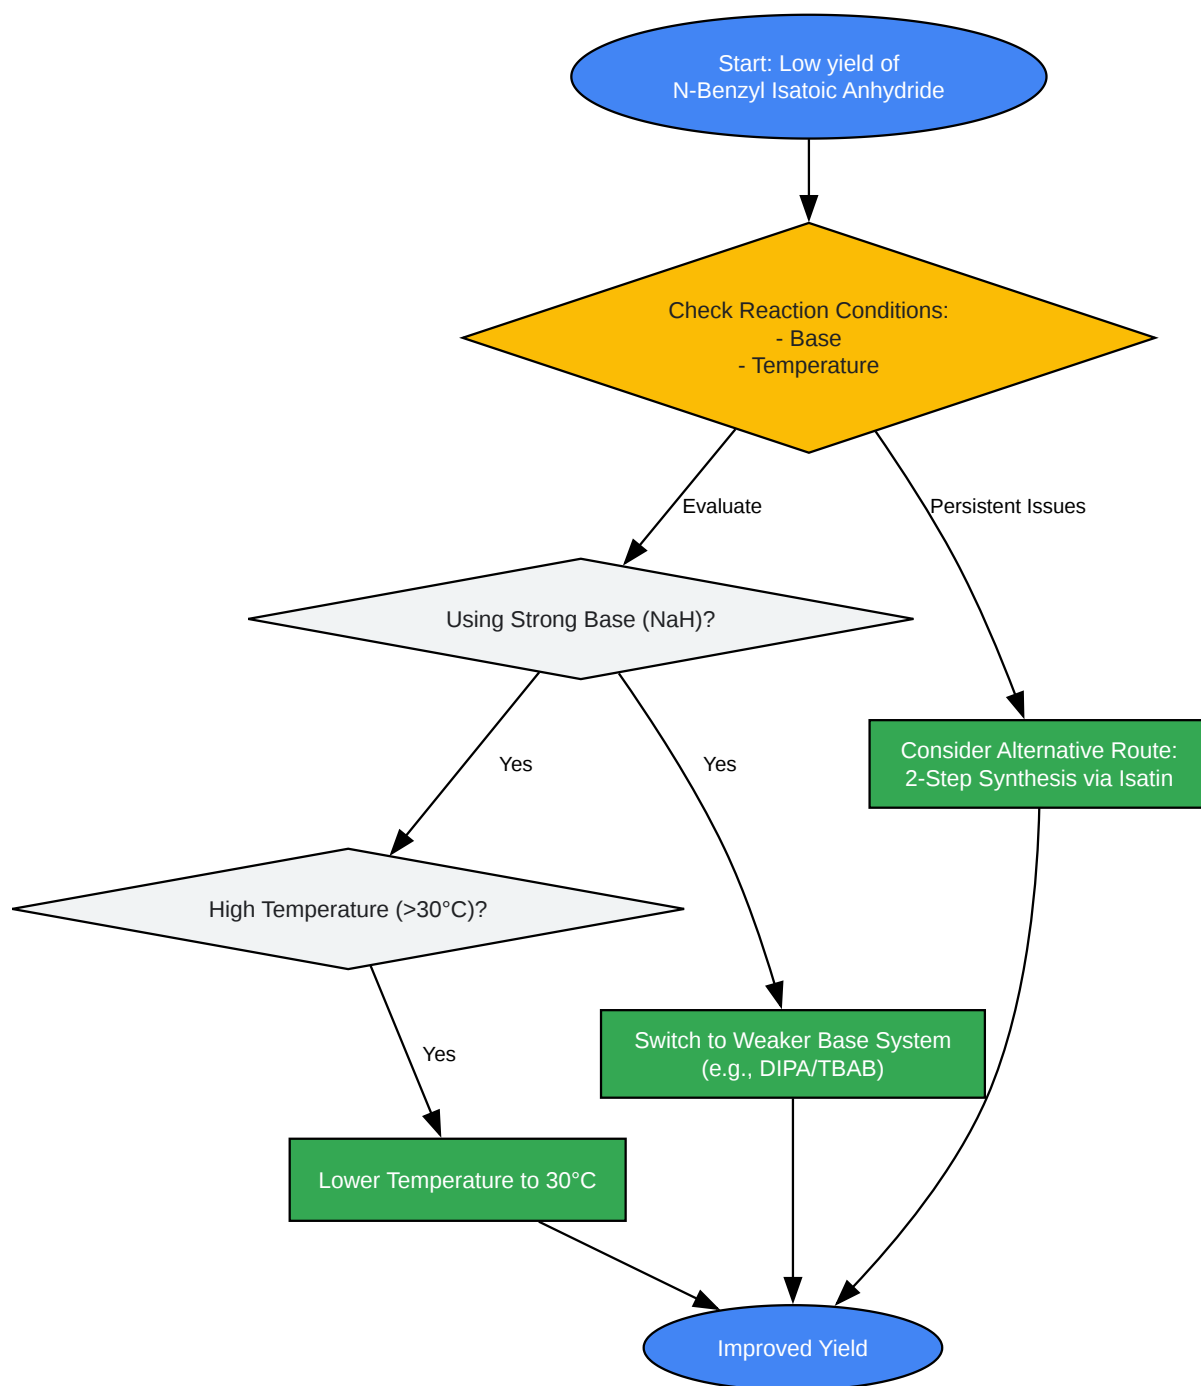 Start: Low yield of
N-Benzyl Isatoic Anhydride
Check Reaction Conditions:
- Base
- Temperature
Evaluate
Persistent Issues
Using Strong Base (NaH)?
Yes
Yes
Consider Alternative Route:
2-Step Synthesis via Isatin
High Temperature (>30°C)?
Yes
Switch to Weaker Base System
(e.g., DIPA/TBAB)
Lower Temperature to 30°C
Improved Yield